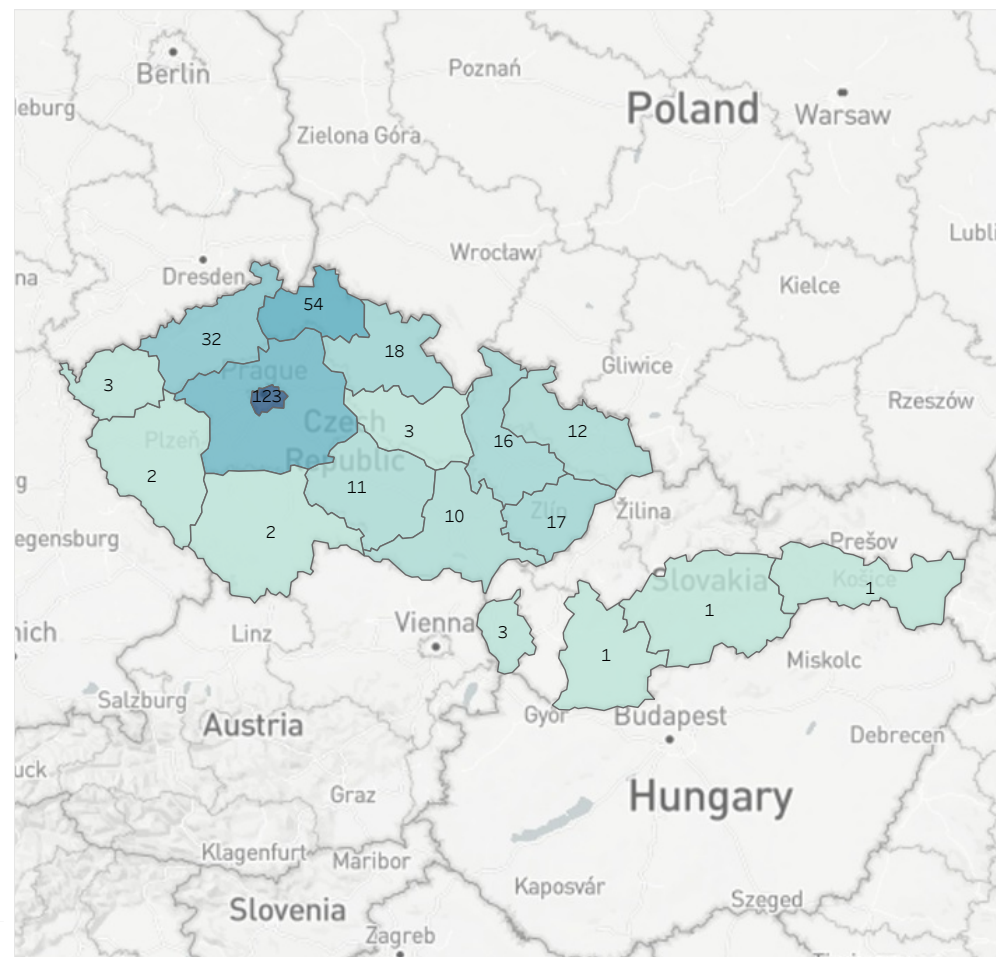 Berlin
Poznań
Poland
Warsaw
leburg
Zielona Góra
Wrocław
Lubli
na
Dresden
Kielce
54
32
18
Gliwice
Prague
3
123
Rzeszów
Czech
Republic
3
12
Plzeň
16
2
11
g
10
Zlín
17
Žilina
2
egensburg
Prešov
Slovakia
Košice
1
1
nich
Linz
Vienna
3
1
Miskolc
Salzburg
Győr
Budapest
Austria
Debrecen
uck
Graz
Hungary
Klagenfurt
Maribor
Kaposvár
Szeged
Slovenia
Zagreb